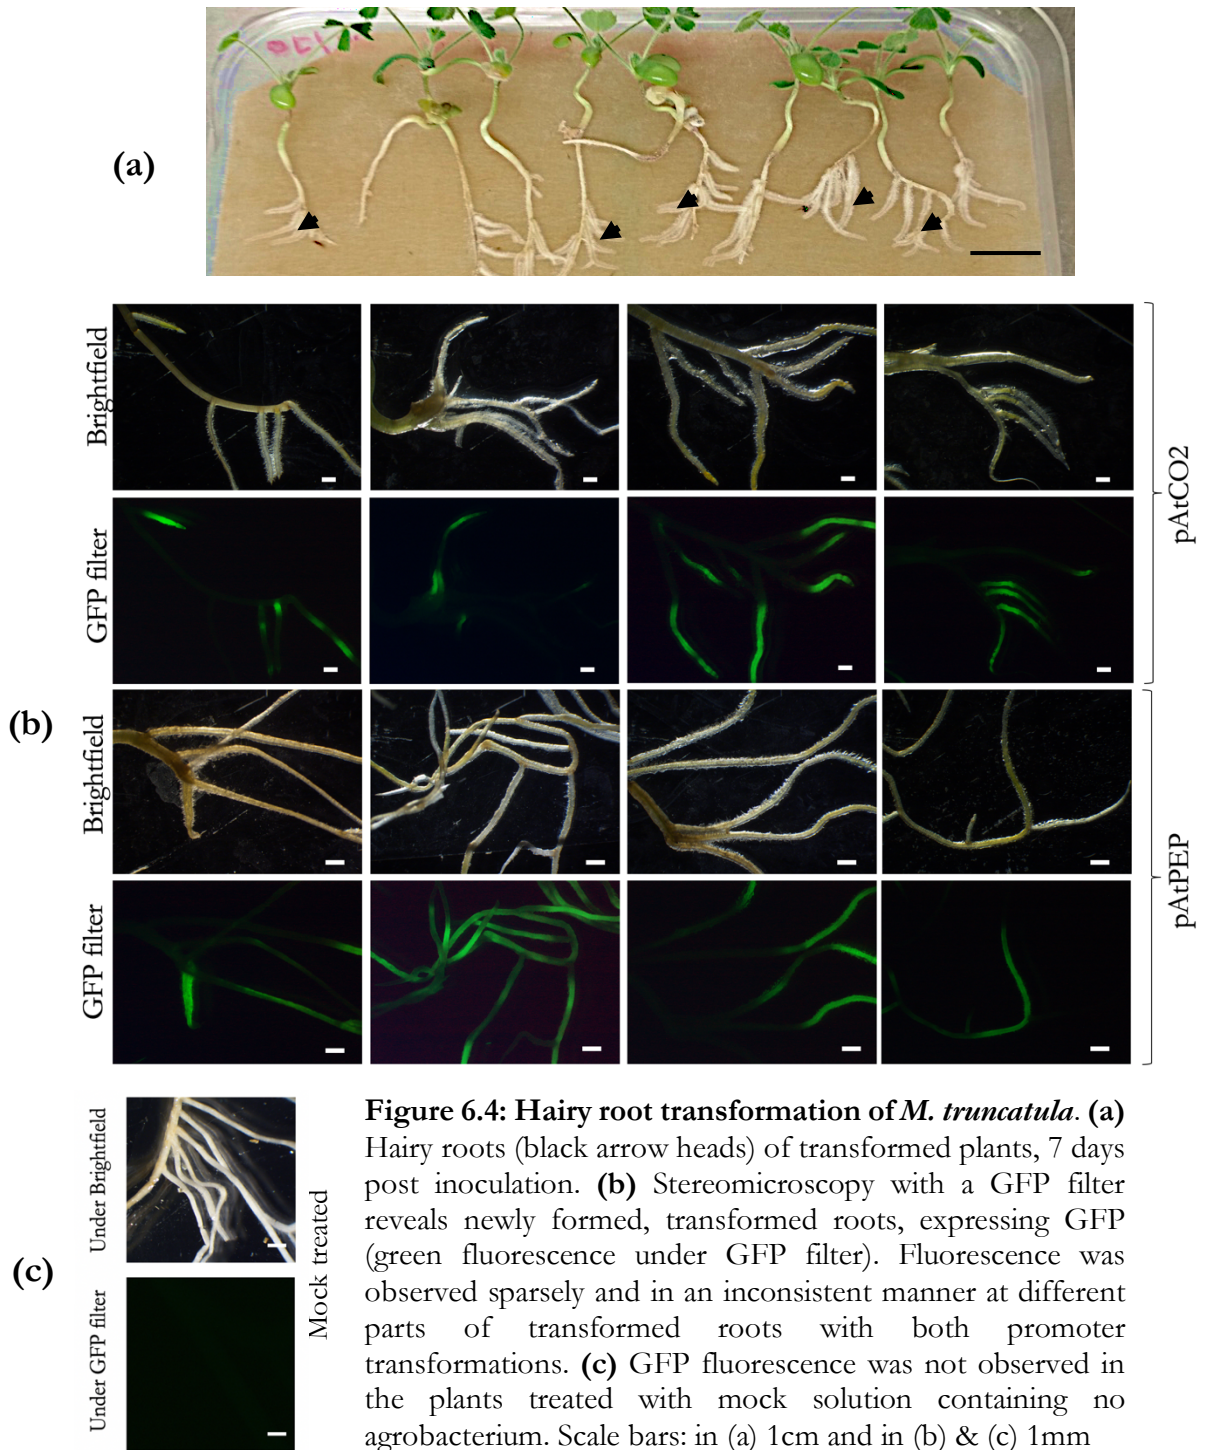 (a)
Brightfield
GFP filter
pAtCO2
(b)
Brightfield
GFP filter
pAtPEP
(c)
Under Brightfield
Under GFP filter
Mock treated
Figure 6.4: Hairy root transformation of M. truncatula. (a)
Hairy roots (black arrow heads) of transformed plants, 7 days
post inoculation. (b) Stereomicroscopy with a GFP filter
reveals newly formed, transformed roots, expressing GFP
(green fluorescence under GFP filter). Fluorescence was
observed sparsely and in an inconsistent manner at different
parts of transformed roots with both promoter
transformations. (c) GFP fluorescence was not observed in
the plants treated with mock solution containing no
agrobacterium. Scale bars: in (a) 1cm and in (b) & (c) 1mm